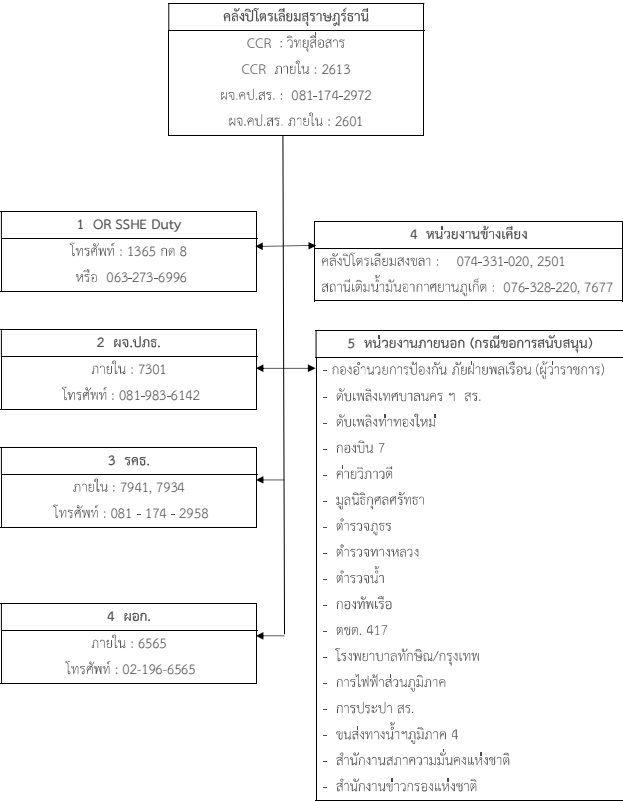 คลังปิโตรเลียมสุราษฎร์ธานี
CCR : วิทยุสื่อสาร
CCR ภายใน : 2613
ผจ.คป.สร. : 081-174-2972
ผจ.คป.สร. ภายใน : 2601
1 OR SSHE Duty
โทรศัพท์ : 1365 กต 8
หรือ 063-273-6996
2 ผจ.ปภธ.
ภายใน : 7301
โทรศัพท์ : 081-983-6142
3 รคธ.
ภายใน : 7941, 7934
โทรศัพท์ : 081 - 174 - 2958
4 ผอก.
ภายใน : 6565
โทรศัพท์ : 02-196-6565
4 หน่วยงานข้างเคียง
คลังปิโตรเลียมสงขลา : 074-331-020, 2501
สถานีเติมน้ำมันอากาศยานภูเก็ต : 076-328-220, 7677
5 หน่วยงานภายนอก (กรณีขอการสนับสนุน)
- กองอำนวยการป้องกัน ภัยฝ่ายพลเรือน (ผู้ว่าราชการ)
- ดับเพลิงเทศบาลนคร ฯ สร.
- ดับเพลิงท่าทองใหม่
- กองบิน 7
- ค่ายวิภาวดี
- มูลนิธิกุศลศรัทธา
- ตำรวจภูธร
- ตำรวจทางหลวง
- ตำรวจน้ำ
- กองทัพเรือ
- ตชด. 417
- โรงพยาบาลทักษิณ/กรุงเทพ
- การไฟฟ้าส่วนภูมิภาค
- การประปา สร.
- ขนส่งทางน้ำฯภูมิภาค 4
- สำนักงานสภาความมั่นคงแห่งชาติ
- สำนักงานข่าวกรองแห่งชาติ